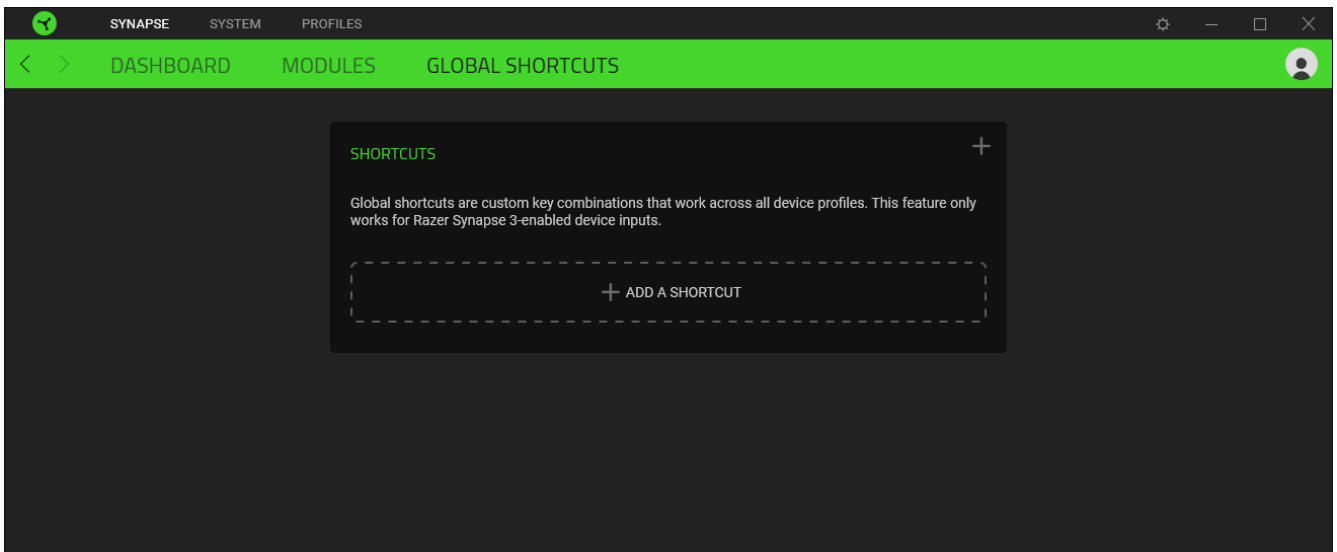 SYNAPSE SYSTEM PROFILES
DASHBOARD MODULES GLOBAL SHORTCUTS
SHORTCUTS
Global shortcuts are custom key combinations that work across all device profiles. This feature only
works for Razer Synapse 3-enabled device inputs.
ADD A SHORTCUT